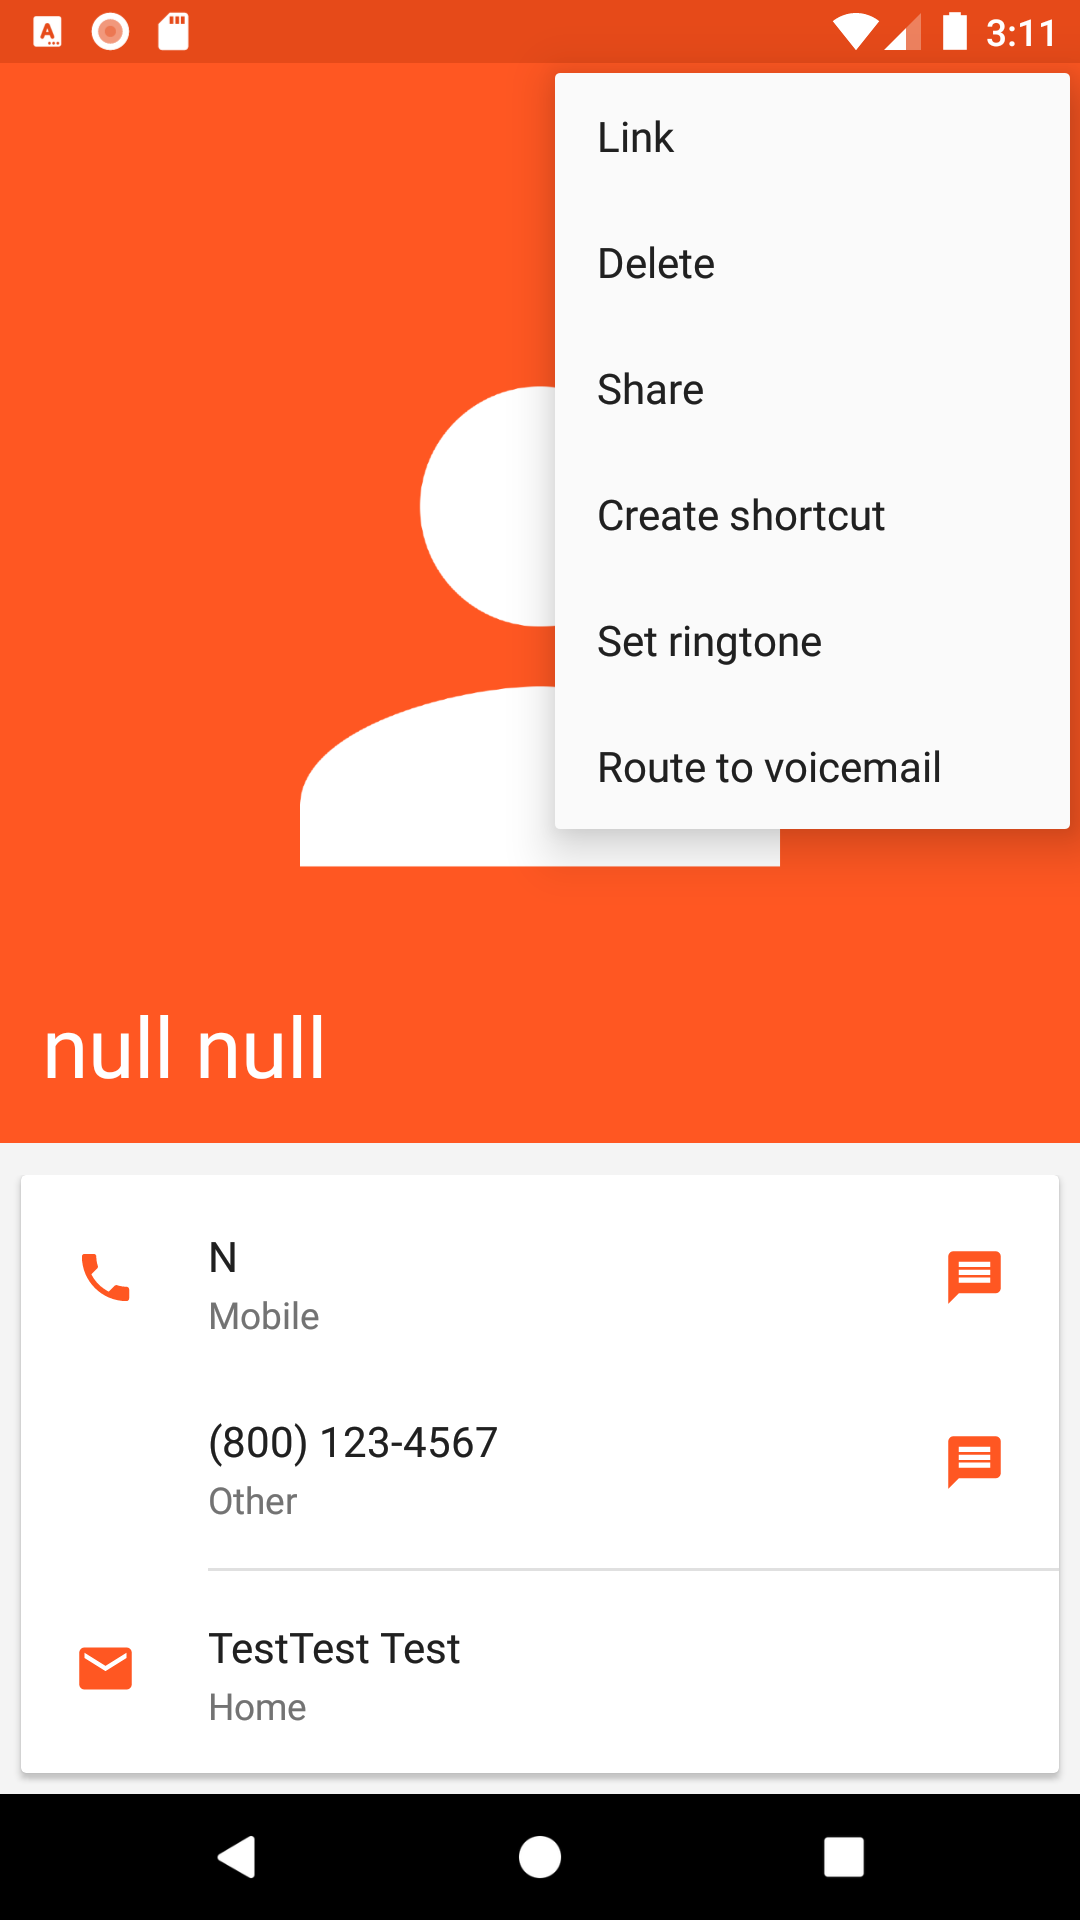 3:11
Link
Delete
Share
Create shortcut
Set ringtone
Route to voicemail
null null
N
Mobile
(800) 123-4567
Other
TestTest Test
Home